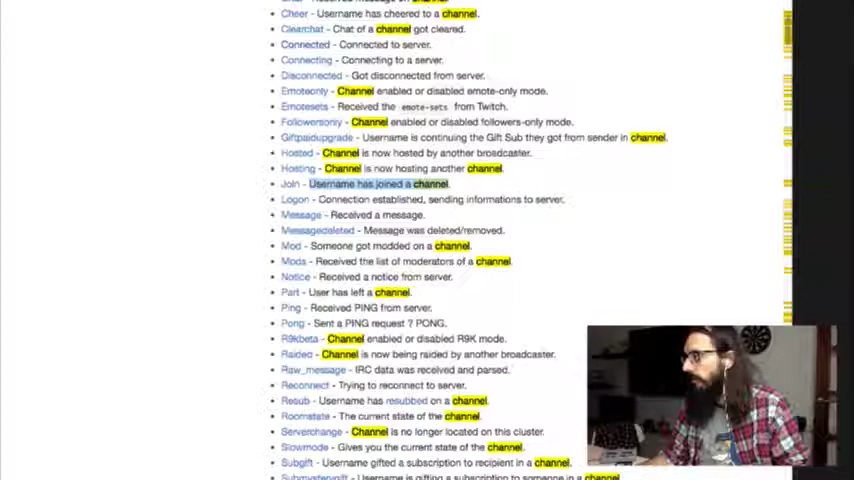 Cheer - Username has cheered to a channel.
Clearchat - Chat of a channel got cleared.
Connected - Connected to server.
Connecting - Connecting to a server.
Disconnected - Got disconnected from server.
Emoteonly - Channel enabled or disabled emote-only mode.
Emotesets - Received the emote-sets from Twitch.
Followersonly - Channel enabled or disabled followers-only mode.
Giftpaidupgrade - Username is continuing the Gift Sub they got from sender in channel.
Hosted - Channel is now hosted by another broadcaster.
Hosting - Channel is now hosting another channel.
Join - Username has joined a channel.
Logon - Connection established, sending informations to server.
Message - Received a message.
Messagedeleted - Message was deleted/removed.
Mod - Someone got modded on a channel.
Mods - Received the list of moderators of a channel.
Notice - Received a notice from server.
Part - User has left a channel.
Ping - Received PING from server.
Pong - Sent a PING request ? PONG.
R9kbeta - Channel enabled or disabled R9K mode.
Raided - Channel is now being raided by another broadcaster.
Raw_message - IRC data was received and parsed.
Reconnect - Trying to reconnect to server.
Resub - Username has resubbed on a channel.
Roomstate - The current state of the channel.
Serverchange - Channel is no longer located on this cluster.
Slowmode - Gives you the current state of the channel.
Subgift - Username gifted a subscription to recipient in a channel.
Submysterygift - Username is gifting a subscription to someone in a channel.